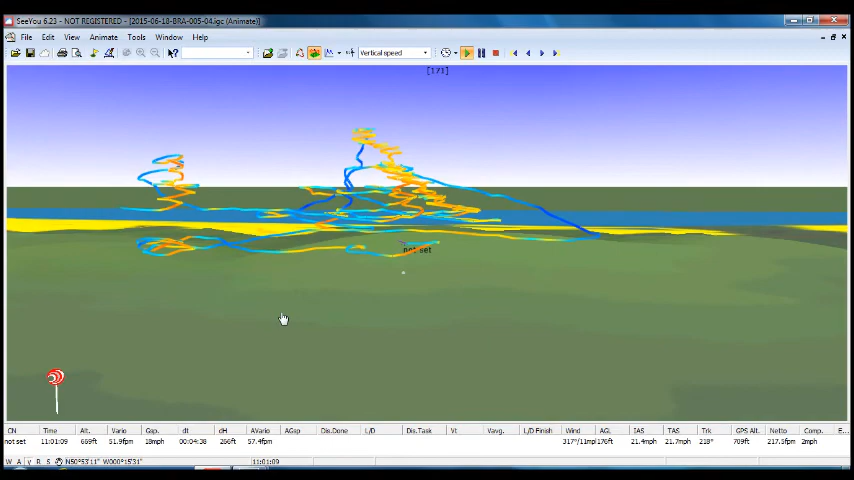 SeeYou 6.23 - NOT REGISTERED - [2015-06-18-BRA-005-04.igc (Animate)]
File Edit View Animate Tools Window Help
Vertical speed
[171]
not set
CN Time Alt. Vario Gsp. dt dH AVario AGsp Dis.Done L/D Dis.Task Vt Vavg. L/D Finish Wind AGL IAS TAS Trk GPS Alt. Netto Comp. E...
not set 11:01:09 669ft 51.9fpm 18mph 00:04:38 266ft 57.4fpm 317°/11mph 176ft 21.4mph 21.7mph 218° 709ft 217.5fpm 2mph
W A γ R S N50°53'11" W000°15'31" 11:01:09